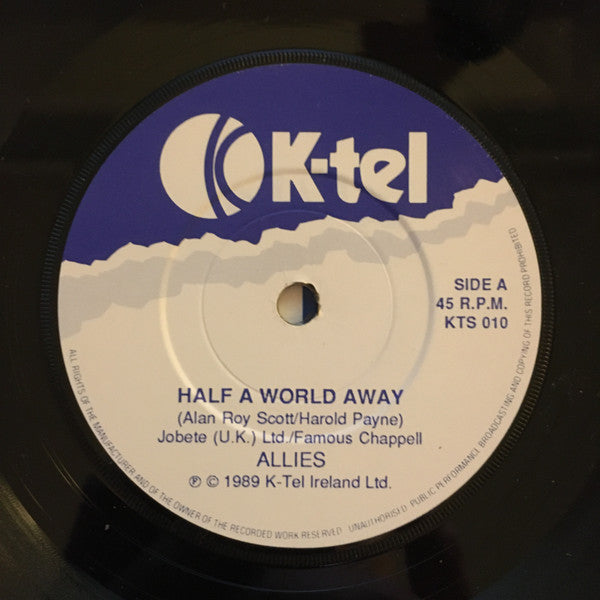 K-tel
SIDE A
45 R.P.M.
KTS 010
HALF A WORLD AWAY
(Alan Roy Scott/Harold Payne)
Jobete (U.K.) Ltd./Famous Chappell
ALLIES
℗ © 1989 K-Tel Ireland Ltd.
ALL RIGHTS OF THE MANUFACTURER AND OF THE OWNER OF THE RECORDED WORK RESERVED. UNAUTHORISED PUBLIC PERFORMANCE BROADCASTING AND COPYING OF THIS RECORD PROHIBITED